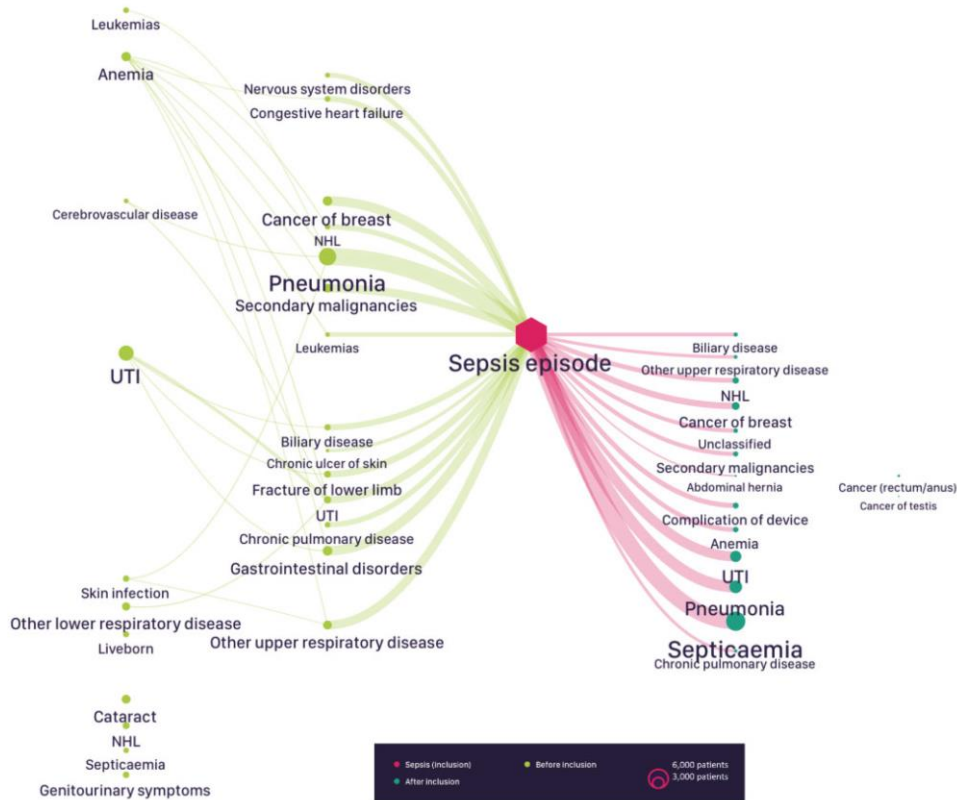 Leukemias
Anemia
Cerebrovascular disease
UTI
Skin infection
Other lower respiratory disease
Liveborn
Cataract
NHL
Septicaemia
Genitourinary symptoms
Nervous system disorders
Congestive heart failure
Cancer of breast
NHL
Pneumonia
Secondary malignancies
Leukemias
Biliary disease
Chronic ulcer of skin
Fracture of lower limb
UTI
Chronic pulmonary disease
Gastrointestinal disorders
Other upper respiratory disease
Sepsis episode
Biliary disease
Other upper respiratory disease
NHL
Cancer of breast
Unclassified
Secondary malignancies
Abdominal hernia
Complication of device
Anemia
UTI
Pneumonia
Septicaemia
Chronic pulmonary disease
Cancer (rectum/anus)
Cancer of testis
Sepsis (Inclusion)
Before inclusion
After inclusion
6,000 patients
3,000 patients